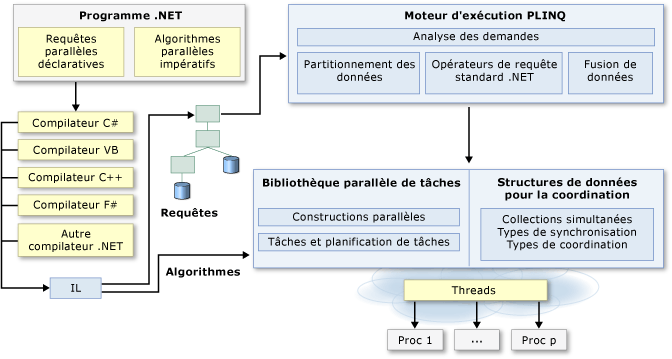 Programme .NET
Requêtes
parallèles
déclaratives
Algorithmes
parallèles
impératifs
Compilateur C#
Compilateur VB
Compilateur C++
Compilateur F#
Autre
compilateur .NET
IL
Requêtes
Algorithmes
Moteur d'exécution PLINQ
Analyse des demandes
Partitionnement des
données
Opérateurs de requête
standard .NET
Fusion de
données
Bibliothèque parallèle de tâches
Constructions parallèles
Tâches et planification de tâches
Structures de données
pour la coordination
Collections simultanées
Types de synchronisation
Types de coordination
Threads
Proc 1
...
Proc p